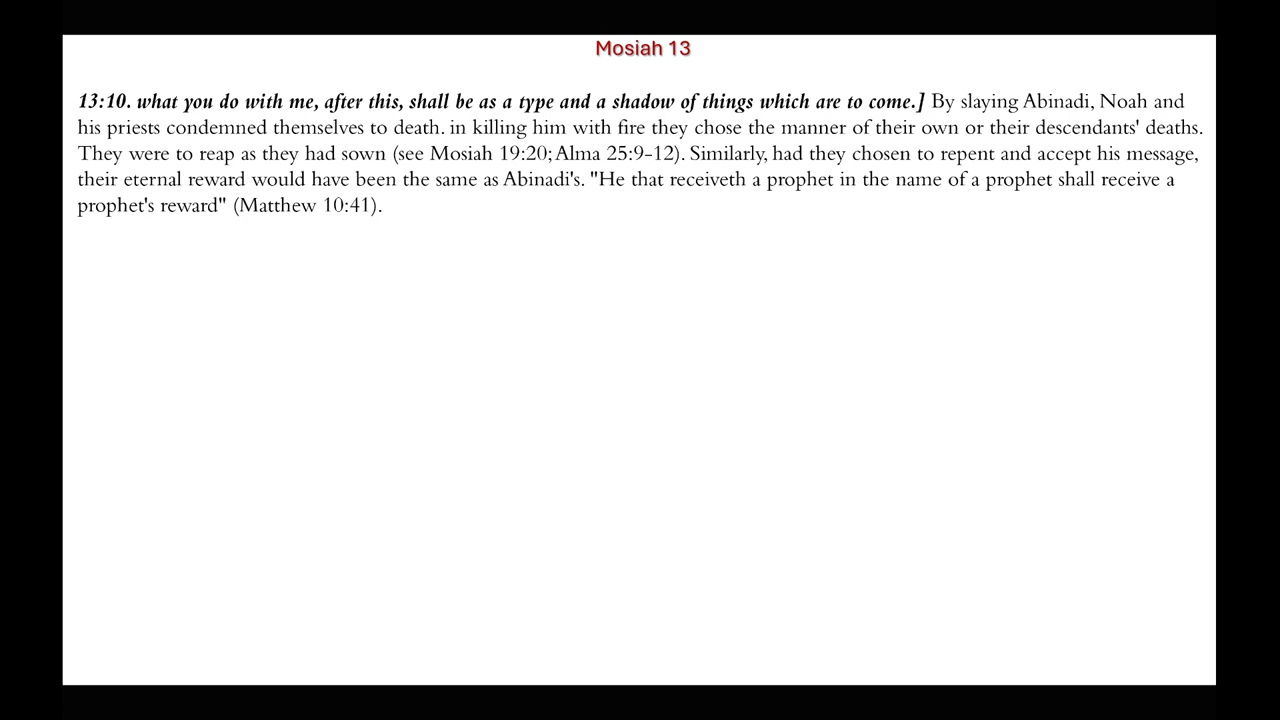 Mosiah 13
13:10. what you do with me, after this, shall be as a type and a shadow of things which are to come.] By slaying Abinadi, Noah and
his priests condemned themselves to death. in killing him with fire they chose the manner of their own or their descendants' deaths.
They were to reap as they had sown (see Mosiah 19:20; Alma 25:9-12). Similarly, had they chosen to repent and accept his message,
their eternal reward would have been the same as Abinadi's. "He that receiveth a prophet in the name of a prophet shall receive a
prophet's reward" (Matthew 10:41).